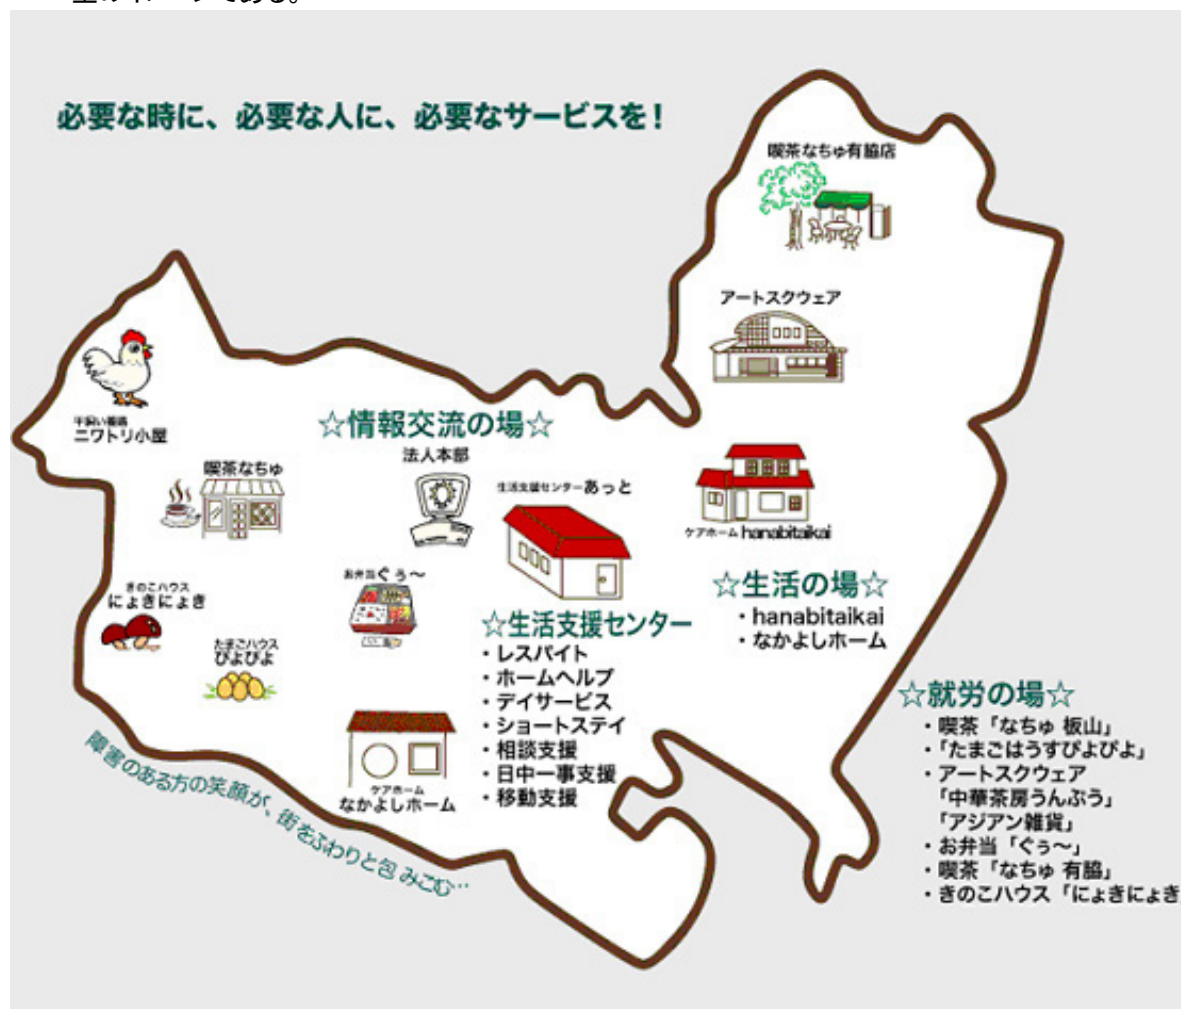 必要な時に、必要な人に、必要なサービスを！
喫茶なちゅ有脇店
アートスクウェア
ニワトリ小屋
☆情報交流の場☆
法人本部
喫茶なちゅ
生活支援センターあっと
ケアホーム hanabitaikai
お弁当ぐぅ～
きのこハウス
にょきにょき
たまごハウス
ぴよぴよ
☆生活の場☆
・hanabitaikai
・なかよしホーム
☆生活支援センター
・レスパイト
・ホームヘルプ
・デイサービス
・ショートステイ
・相談支援
・日中一事支援
・移動支援
ケアホーム
なかよしホーム
☆就労の場☆
・喫茶「なちゅ 板山」
・「たまごはうすぴよぴよ」
・アートスクウェア
「中華茶房うんぷう」
「アジアン雑貨」
・お弁当「ぐぅ～」
・喫茶「なちゅ 有脇」
・きのこハウス「にょきにょき
障害のある方の笑顔が、街をふわりと包みこむ…